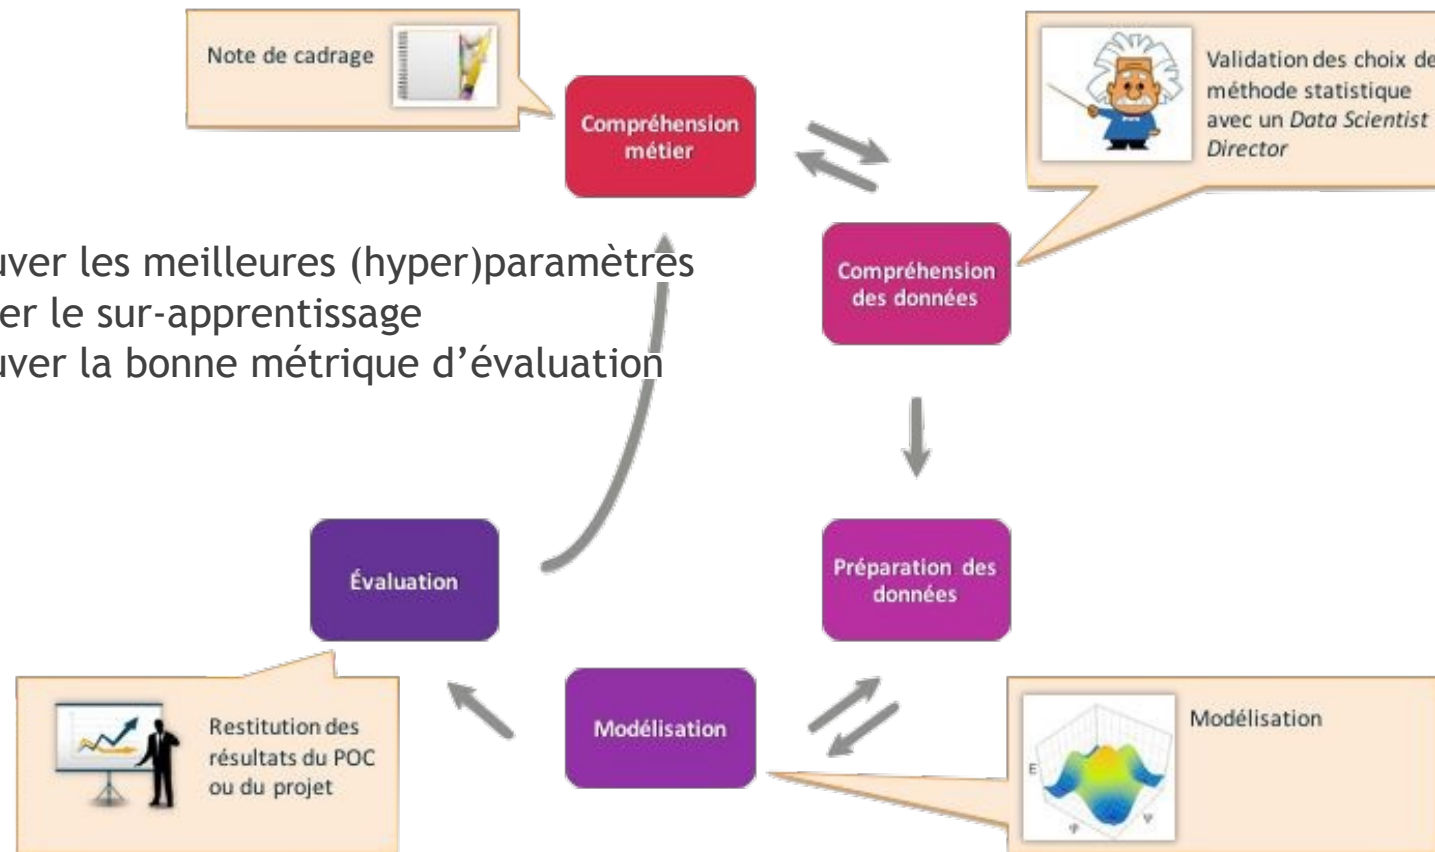 Note de cadrage
Validation des choix de
méthode statistique
avec un Data Scientist
Director
Compréhension
métier
uver les meilleures (hyper)paramètres
er le sur-apprentissage
uver la bonne métrique d’évaluation
Compréhension
des données
Évaluation
Préparation des
données
Modélisation
Restitution des
résultats du POC
ou du projet
Modélisation
E
φ
ψ